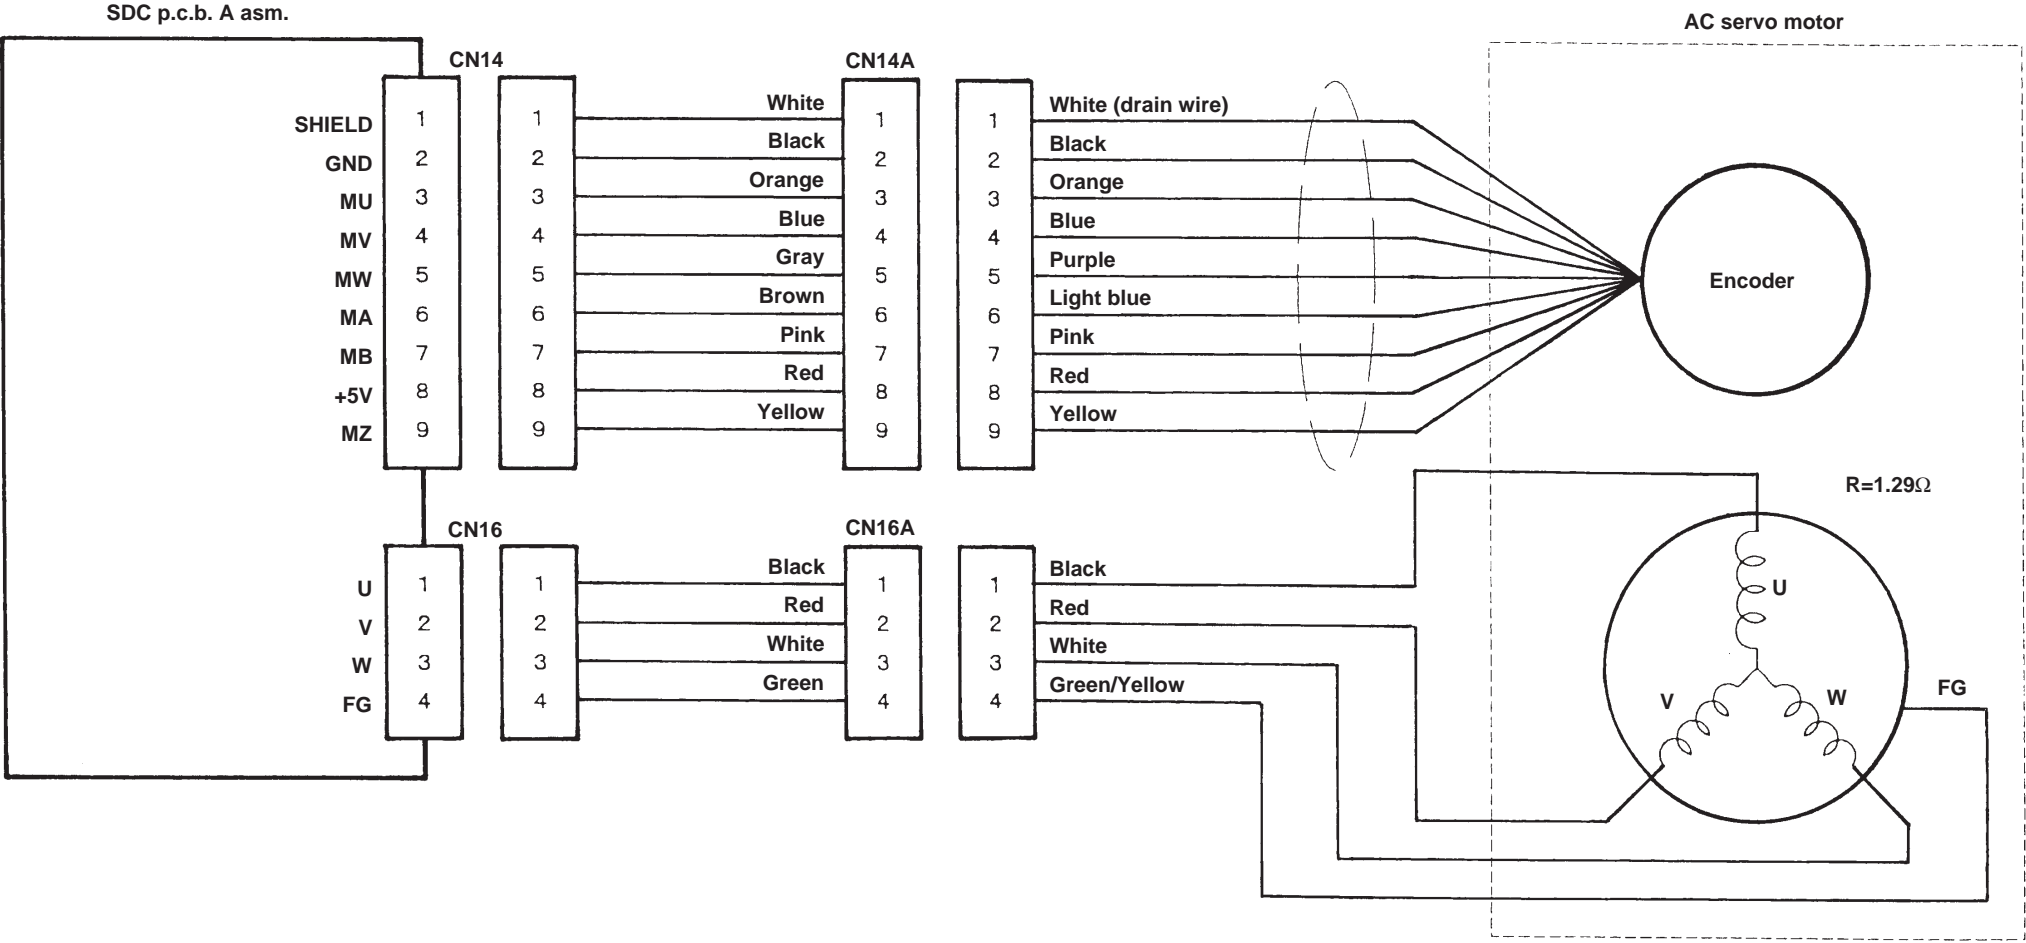 SDC p.c.b. A asm.
AC servo motor
CN14
CN14A
SHIELD 1 1 White 1 1 White (drain wire)
GND 2 2 Black 2 2 Black
MU 3 3 Orange 3 3 Orange
MV 4 4 Blue 4 4 Blue
MW 5 5 Gray 5 5 Purple
MA 6 6 Brown 6 6 Light blue
MB 7 7 Pink 7 7 Pink
+5V 8 8 Red 8 8 Red
MZ 9 9 Yellow 9 9 Yellow
Encoder
R=1.29Ω
CN16
CN16A
U 1 1 Black 1 1 Black
V 2 2 Red 2 2 Red
W 3 3 White 3 3 White
FG 4 4 Green 4 4 Green/Yellow
U
V
W
FG